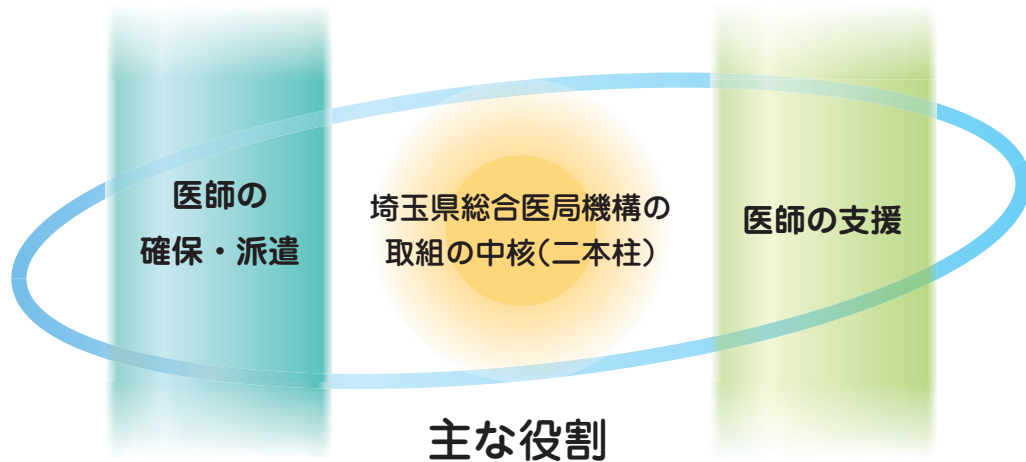 医師の
確保・派遣
埼玉県総合医局機構の
取組の中核（二本柱）
医師の支援
主な役割